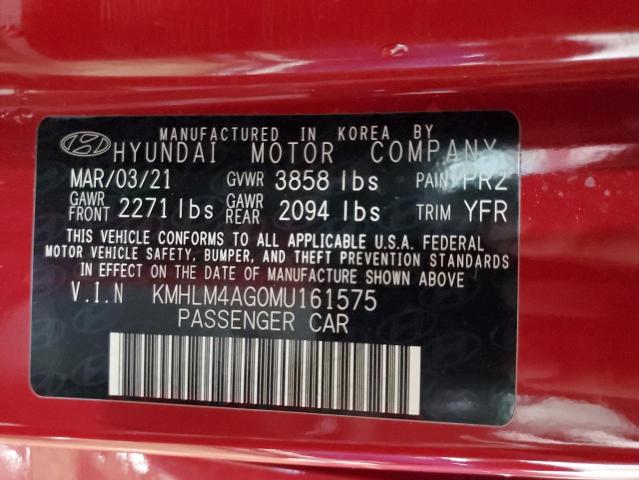 MANUFACTURED IN KOREA BY
HYUNDAI MOTOR COMPANY
MAR/03/21 GVWR 3858 lbs PAINT PR2
GAWR FRONT 2271 lbs GAWR REAR 2094 lbs TRIM YFR
THIS VEHICLE CONFORMS TO ALL APPLICABLE U.S.A. FEDERAL
MOTOR VEHICLE SAFETY, BUMPER, AND THEFT PREVENTION STANDARDS
IN EFFECT ON THE DATE OF MANUFACTURE SHOWN ABOVE
V.I.N KMHLM4AG0MU161575
PASSENGER CAR